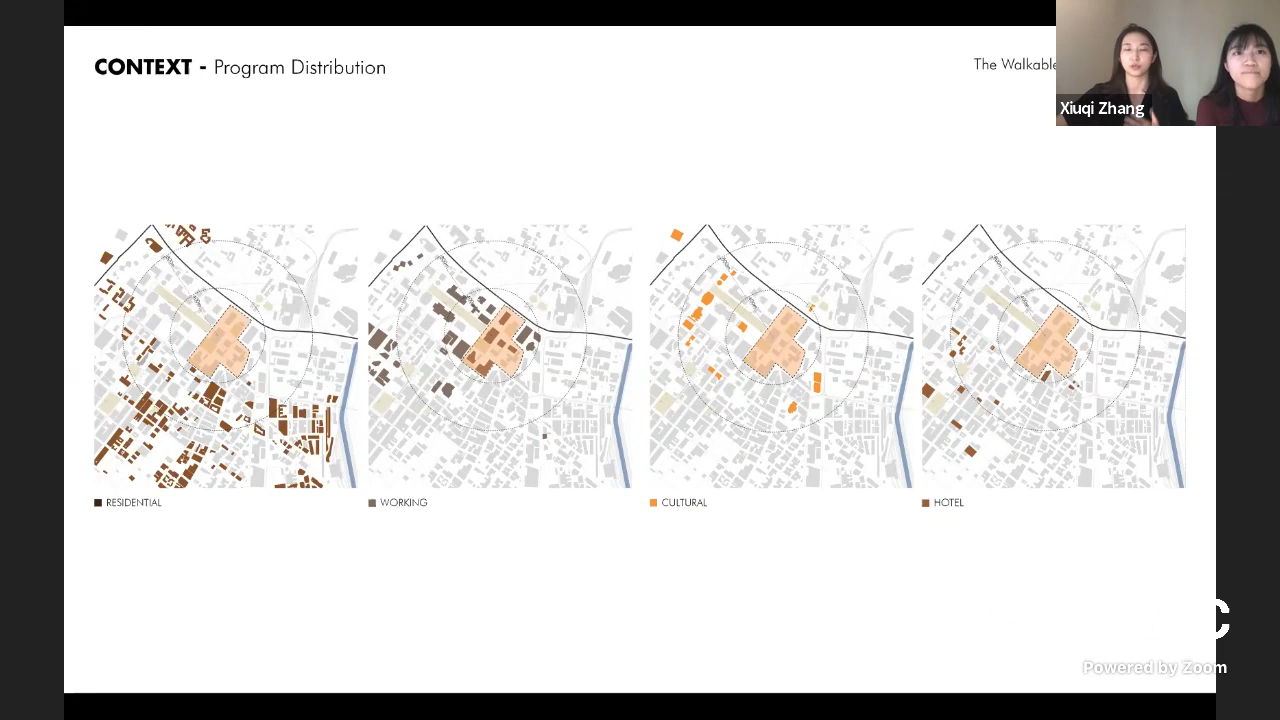 CONTEXT - Program Distribution
The Walkable
Xiuqi Zhang
RESIDENTIAL
WORKING
CULTURAL
HOTEL
C
Powered by Zoom